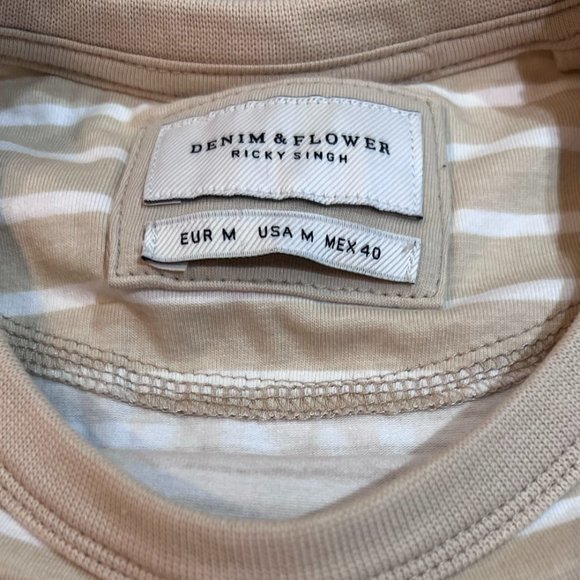 DENIM & FLOWER
RICKY SINGH
EUR M USA M MEX 40